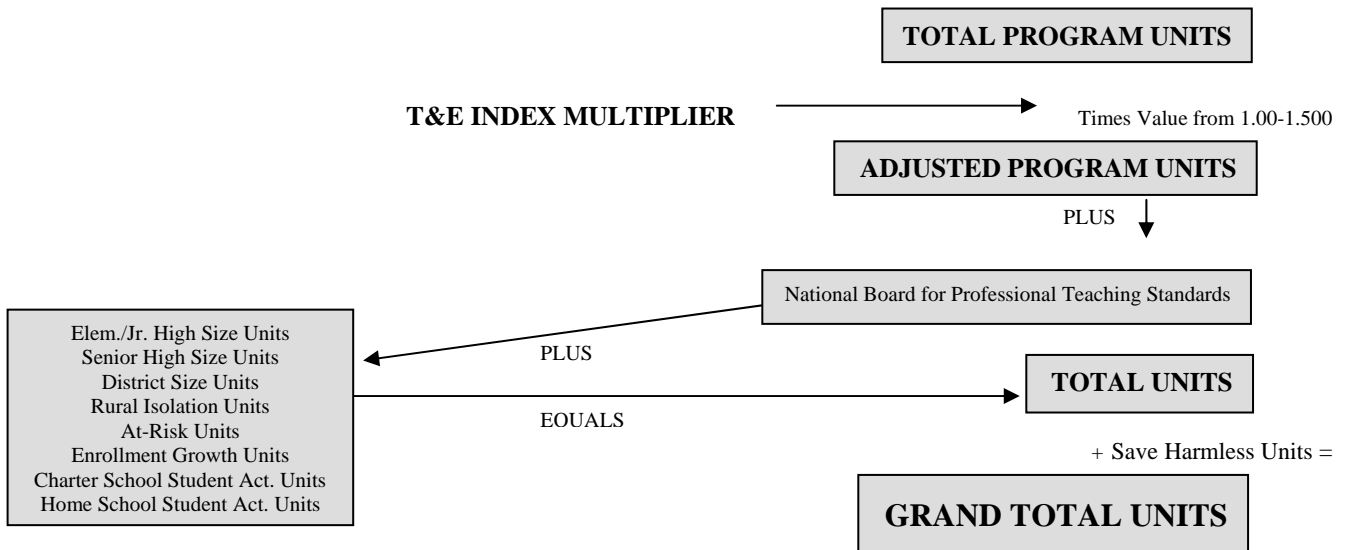 TOTAL PROGRAM UNITS
T&E INDEX MULTIPLIER
Times Value from 1.00-1.500
ADJUSTED PROGRAM UNITS
PLUS
National Board for Professional Teaching Standards
PLUS
Elem./Jr. High Size Units
Senior High Size Units
District Size Units
Rural Isolation Units
At-Risk Units
Enrollment Growth Units
Charter School Student Act. Units
Home School Student Act. Units
EOUALS
TOTAL UNITS
+ Save Harmless Units =
GRAND TOTAL UNITS